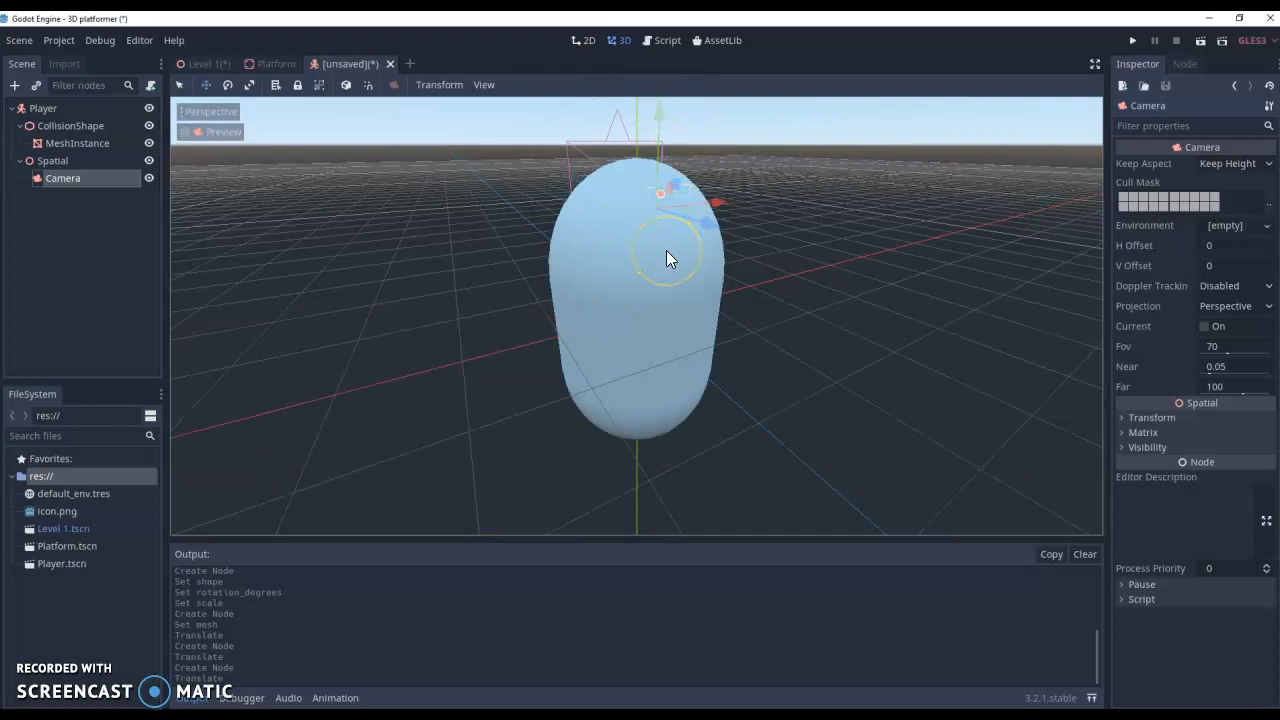 Godot Engine - 3D platformer (*)
Scene Project Debug Editor Help
2D 3D Script AssetLib
GLES3
Scene Import
Level 1(*) Platform [unsaved](*)
Inspector Node
Filter nodes
Transform View
Player
CollisionShape
MeshInstance
Spatial
Camera
Perspective
Preview
Camera
Filter properties
Camera
Keep Aspect Keep Height
Cull Mask
..
Environment [empty]
H Offset 0
V Offset 0
Doppler Trackin Disabled
Projection Perspective
Current On
Fov 70
Near 0.05
Far 100
Spatial
Transform
Matrix
Visibility
Node
Editor Description
Process Priority 0
Pause
Script
FileSystem
res://
Search files
Favorites:
res://
default_env.tres
icon.png
Level 1.tscn
Platform.tscn
Player.tscn
Output: Copy Clear
Create Node
Set shape
Set rotation_degrees
Set scale
Create Node
Set mesh
Translate
Create Node
Translate
Create Node
Translate
Output Debugger Audio Animation 3.2.1.stable
RECORDED WITH
SCREENCAST MATIC